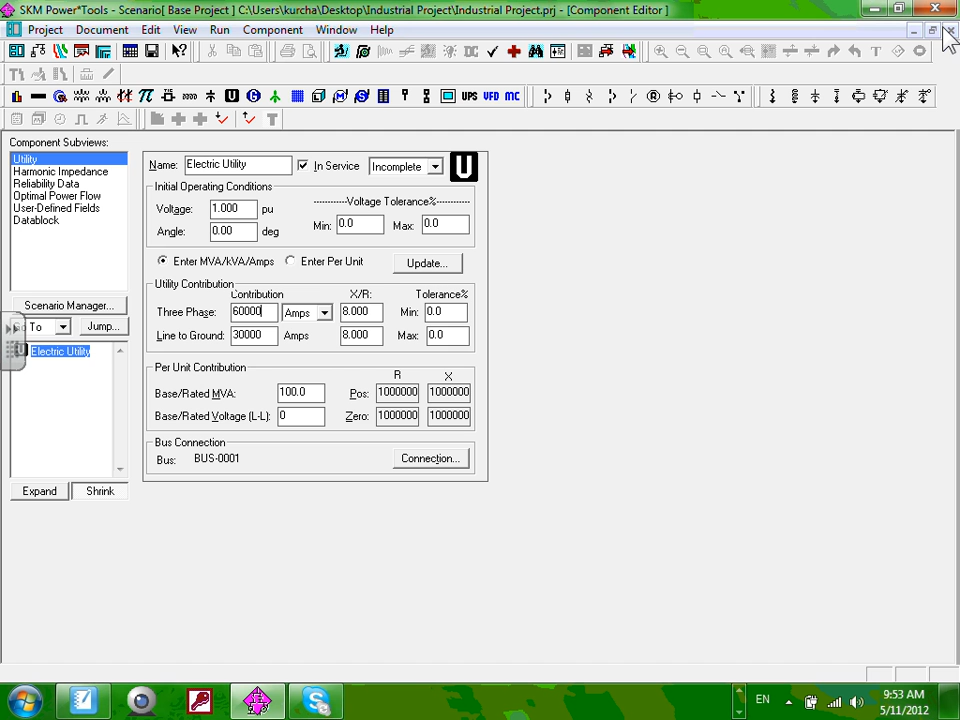 SKM Power*Tools - Scenario[ Base Project ] C:\Users\kurcha\Desktop\Industrial Project\Industrial Project.prj - [Component Editor ]
Project Document Edit View Run Component Window Help
UPS VFD MC
Component Subviews:
Utility
Harmonic Impedance
Reliability Data
Optimal Power Flow
User-Defined Fields
Datablock
Scenario Manager...
To Jump...
Electric Utility
Expand Shrink
Name: Electric Utility In Service Incomplete U
Initial Operating Conditions
Voltage: 1.000 pu -----------Voltage Tolerance%-----------
Angle: 0.00 deg Min: 0.0 Max: 0.0
Enter MVA/kVA/Amps Enter Per Unit Update...
Utility Contribution
Contribution X/R: Tolerance%
Three Phase: 60000 Amps 8.000 Min: 0.0
Line to Ground: 30000 Amps 8.000 Max: 0.0
Per Unit Contribution
R X
Base/Rated MVA: 100.0 Pos: 1000000 1000000
Base/Rated Voltage (L-L): 0 Zero: 1000000 1000000
Bus Connection
Bus: BUS-0001 Connection...
EN 9:53 AM
5/11/2012